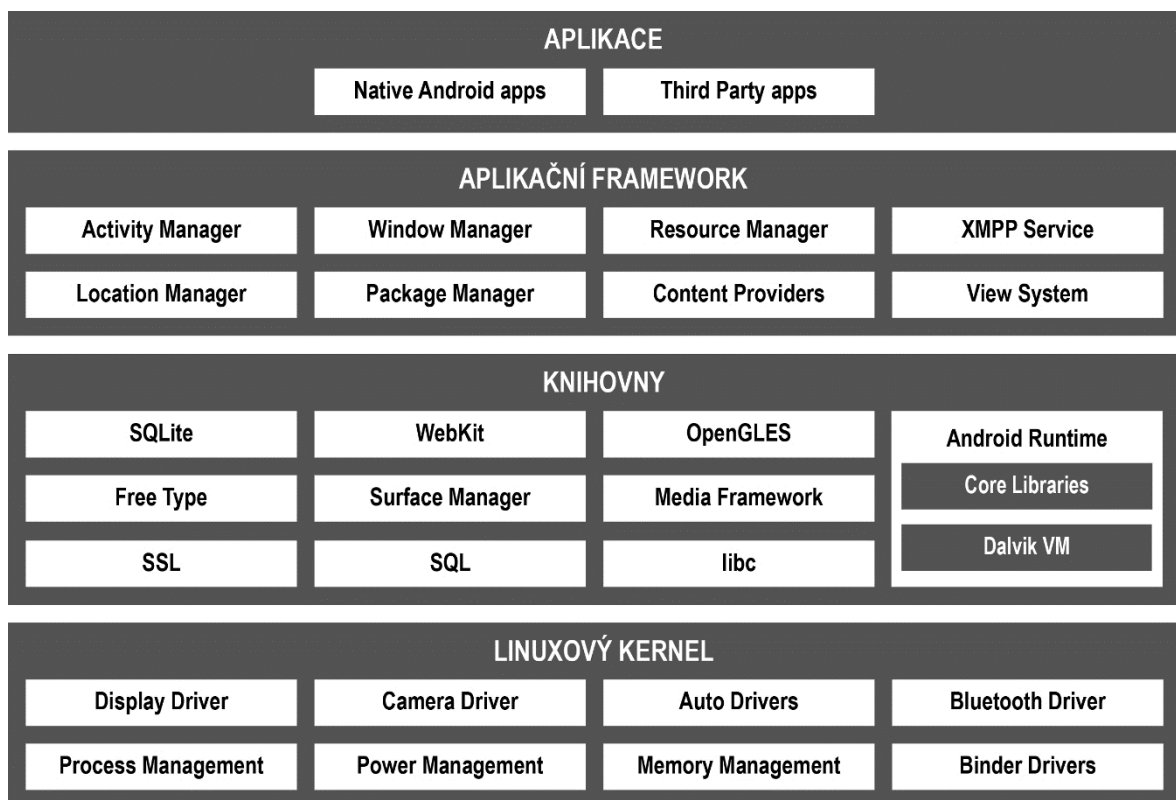 APLIKACE
Native Android apps
Third Party apps
APLIKAČNÍ FRAMEWORK
Activity Manager
Window Manager
Resource Manager
XMPP Service
Location Manager
Package Manager
Content Providers
View System
KNIHOVNY
SQLite
WebKit
OpenGLES
Android Runtime
Free Type
Surface Manager
Media Framework
Core Libraries
SSL
SQL
libc
Dalvik VM
LINUXOVÝ KERNEL
Display Driver
Camera Driver
Auto Drivers
Bluetooth Driver
Process Management
Power Management
Memory Management
Binder Drivers